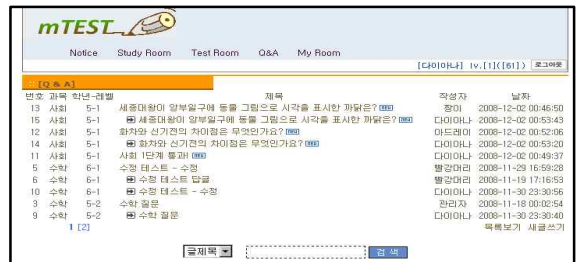 mTEST
Notice Study Room Test Room Q&A My Room
[다이아나] lv.[1]([61]) 로그아웃
[Q & A]
번호 과목 학년-레벨 제목 작성자 날짜
13 사회 5-1 세종대왕이 앙부일구에 동물 그림으로 시각을 표시한 까닭은? 짱이 2008-12-02 00:46:50
15 사회 5-1 세종대왕이 앙부일구에 동물 그림으로 시각을 표시한 까닭은? 다이아나 2008-12-02 00:53:43
12 사회 5-1 화차와 신기전의 차이점은 무엇인가요? 아드레이 2008-12-02 00:52:06
14 사회 5-1 화차와 신기전의 차이점은 무엇인가요? 다이아나 2008-12-02 00:53:20
11 사회 5-1 사회 1단계 통과! 다이아나 2008-12-02 00:49:37
5 수학 6-1 수정 테스트 - 수정 빨강머리 2008-11-29 16:59:28
6 수학 6-1 수정 테스트 답글 빨강머리 2008-11-19 17:16:53
10 수학 6-1 수정 테스트 - 수정 다이아나 2008-11-30 23:30:56
3 수학 5-2 수학 질문 관리자 2008-11-18 00:02:54
9 수학 5-2 수학 질문 다이아나 2008-11-30 23:30:40
1 [2] 목록보기 새글쓰기
글제목 검 색